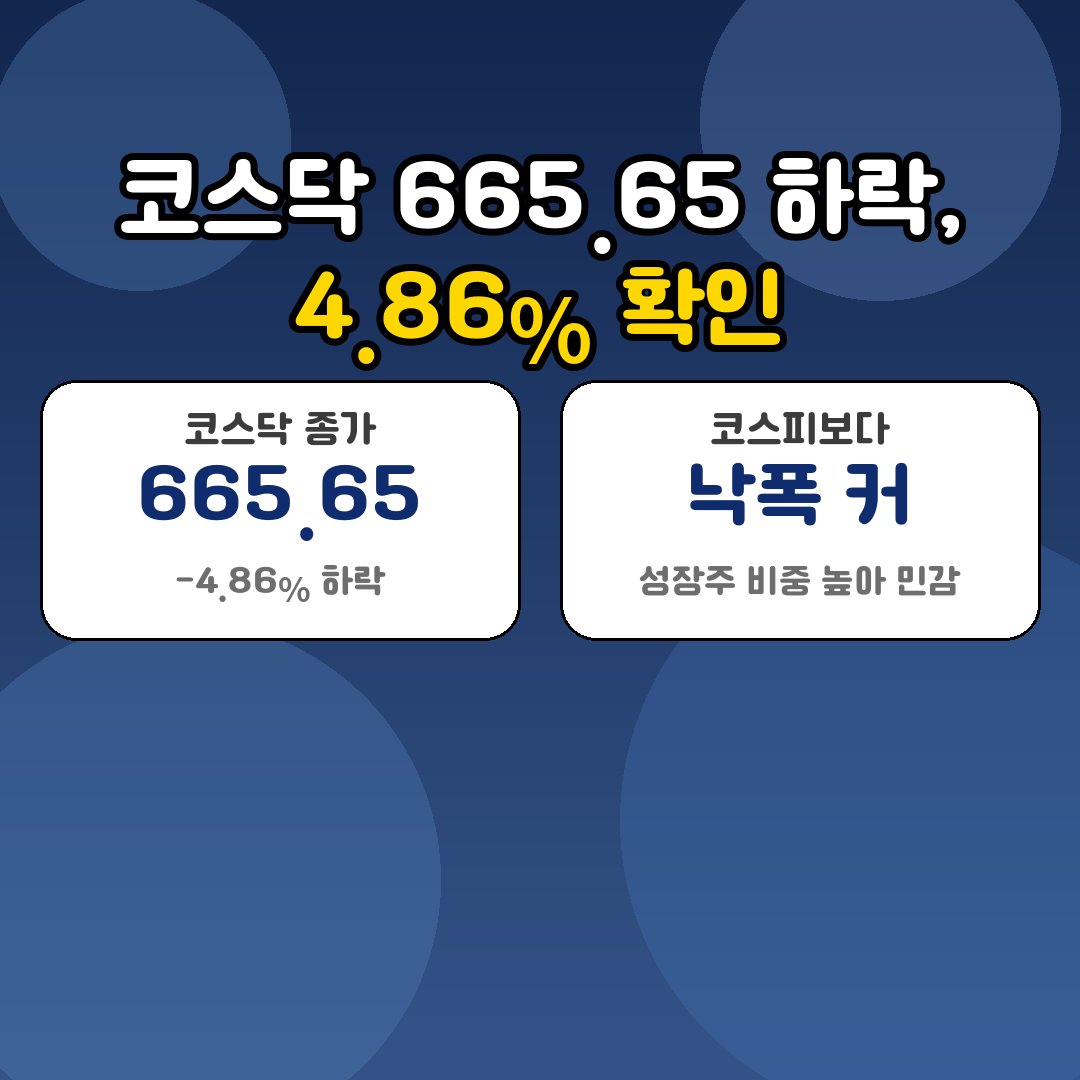 코스닥 665.65 하락,
4.86% 확인
코스닥 종가
665.65
-4.86% 하락
코스피보다
낙폭 커
성장주 비중 높아 민감